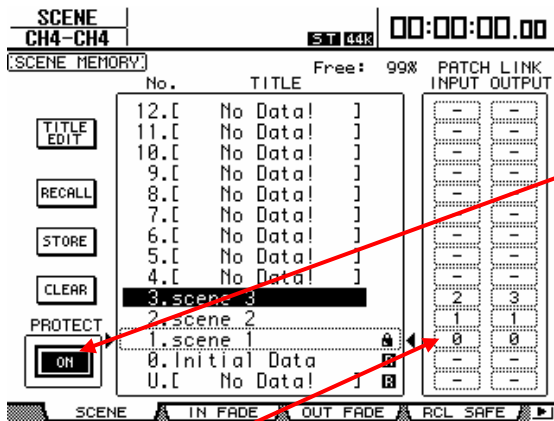 SCENE
CH4-CH4
ST 44k
00:00:00.00
SCENE MEMORY
Free: 99%
PATCH LINK
No. TITLE
INPUT OUTPUT
12.[ No Data! ] - -
TITLE EDIT
11.[ No Data! ] - -
10.[ No Data! ] - -
9.[ No Data! ] - -
RECALL
8.[ No Data! ] - -
7.[ No Data! ] - -
STORE
6.[ No Data! ] - -
5.[ No Data! ] - -
4.[ No Data! ] - -
CLEAR
3.scene 3 2 3
PROTECT
2.scene 2 1 1
1.scene 1 0 0
ON
0.Initial Data R - -
U.[ No Data! ] R - -
SCENE IN FADE OUT FADE RCL SAFE